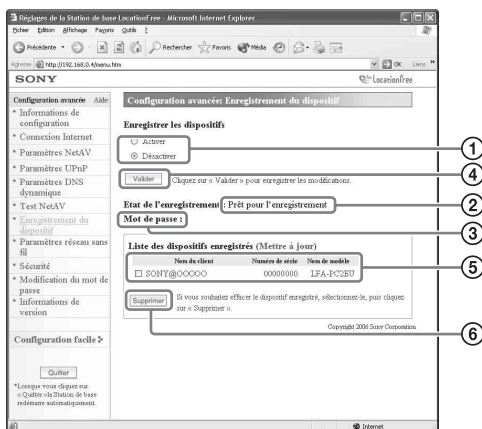 Réglages de la Station de base LocationFree - Microsoft Internet Explorer
Fichier Edition Affichage Favoris Outils ?
Précédente Rechercher Favoris Média
Adresse http://192.168.0.4/menu.htm OK Liens »
SONY LocationFree
Configuration avancée Aide
* Informations de configuration
* Connexion Internet
* Paramètres NetAV
* Paramètres UPnP
* Paramètres DNS dynamique
* Test NetAV
* Enregistrement du dispositif
* Paramètres réseau sans fil
* Sécurité
* Modification du mot de passe
* Informations de version
Configuration facile
Quitter
*Lorsque vous cliquez sur
« Quitter »la Station de base
redémarre automatiquement.
Configuration avancée: Enregistrement du dispositif
Enregistrer les dispositifs
Activer
Désactiver
1
Valider Cliquez sur « Valider » pour enregistrer les modifications.
4
Etat de l'enregistrement : Prêt pour l'enregistrement
2
Mot de passe :
3
Liste des dispositifs enregistrés (Mettre à jour)
Nom du client Numéro de série Nom de modèle
SONY@OOOOO 00000000 LFA-PC2EU
5
Supprimer Si vous souhaitez effacer le dispositif enregistré, sélectionnez-le, puis cliquez
sur « Supprimer ».
6
Copyright 2006 Sony Corporation
Internet